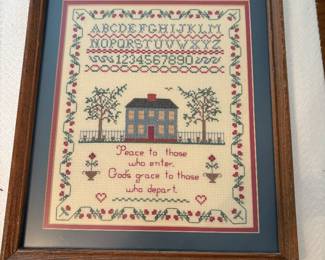 ABCDEFGHIJKLM
NOPQRSTUVWXYZ
1234567890
Peace to those
who enter.
God's grace to those
who depart.